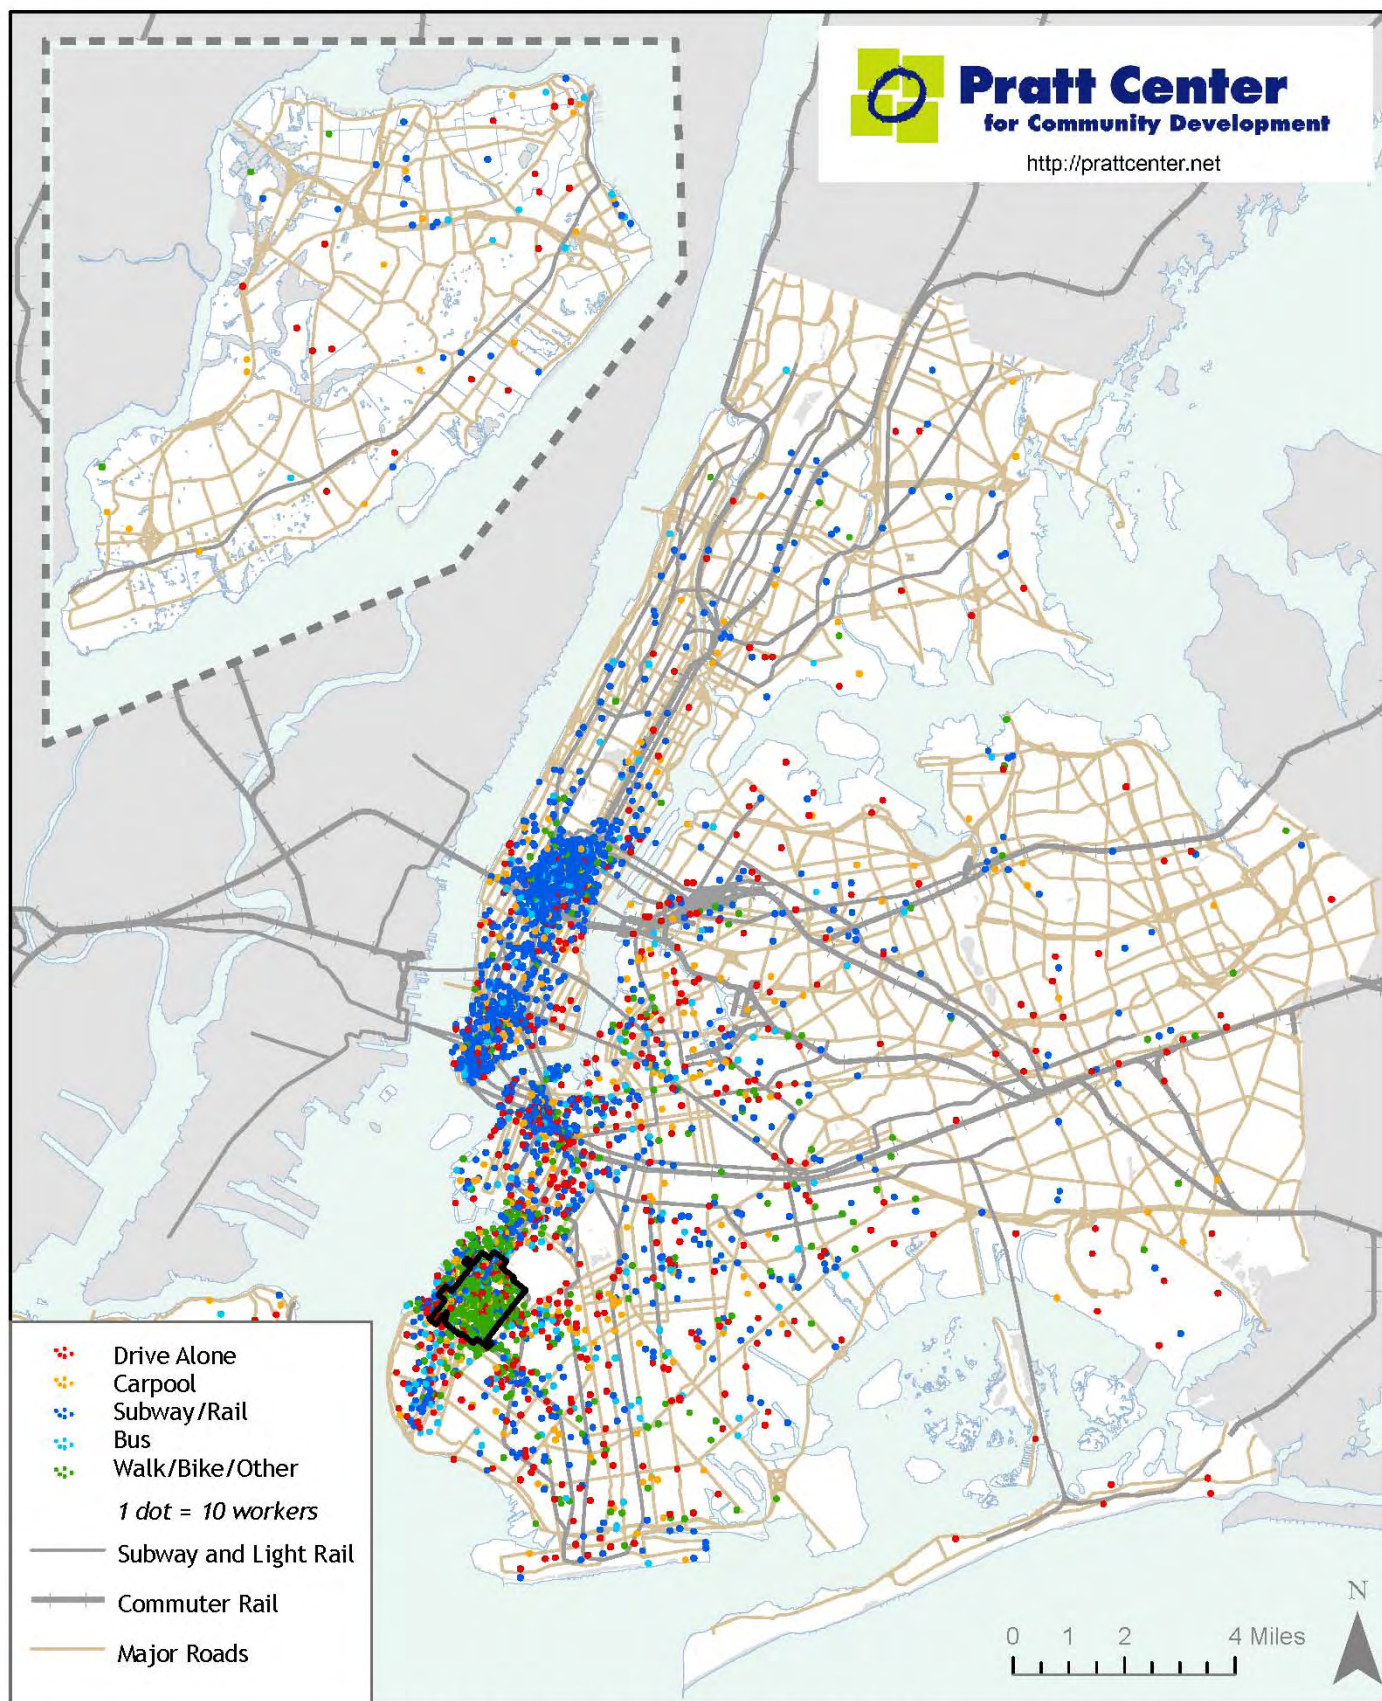 Pratt Center
for Community Development
http://prattcenter.net
Drive Alone
Carpool
Subway/Rail
Bus
Walk/Bike/Other
1 dot = 10 workers
Subway and Light Rail
Commuter Rail
Major Roads
N
0 1 2 4 Miles